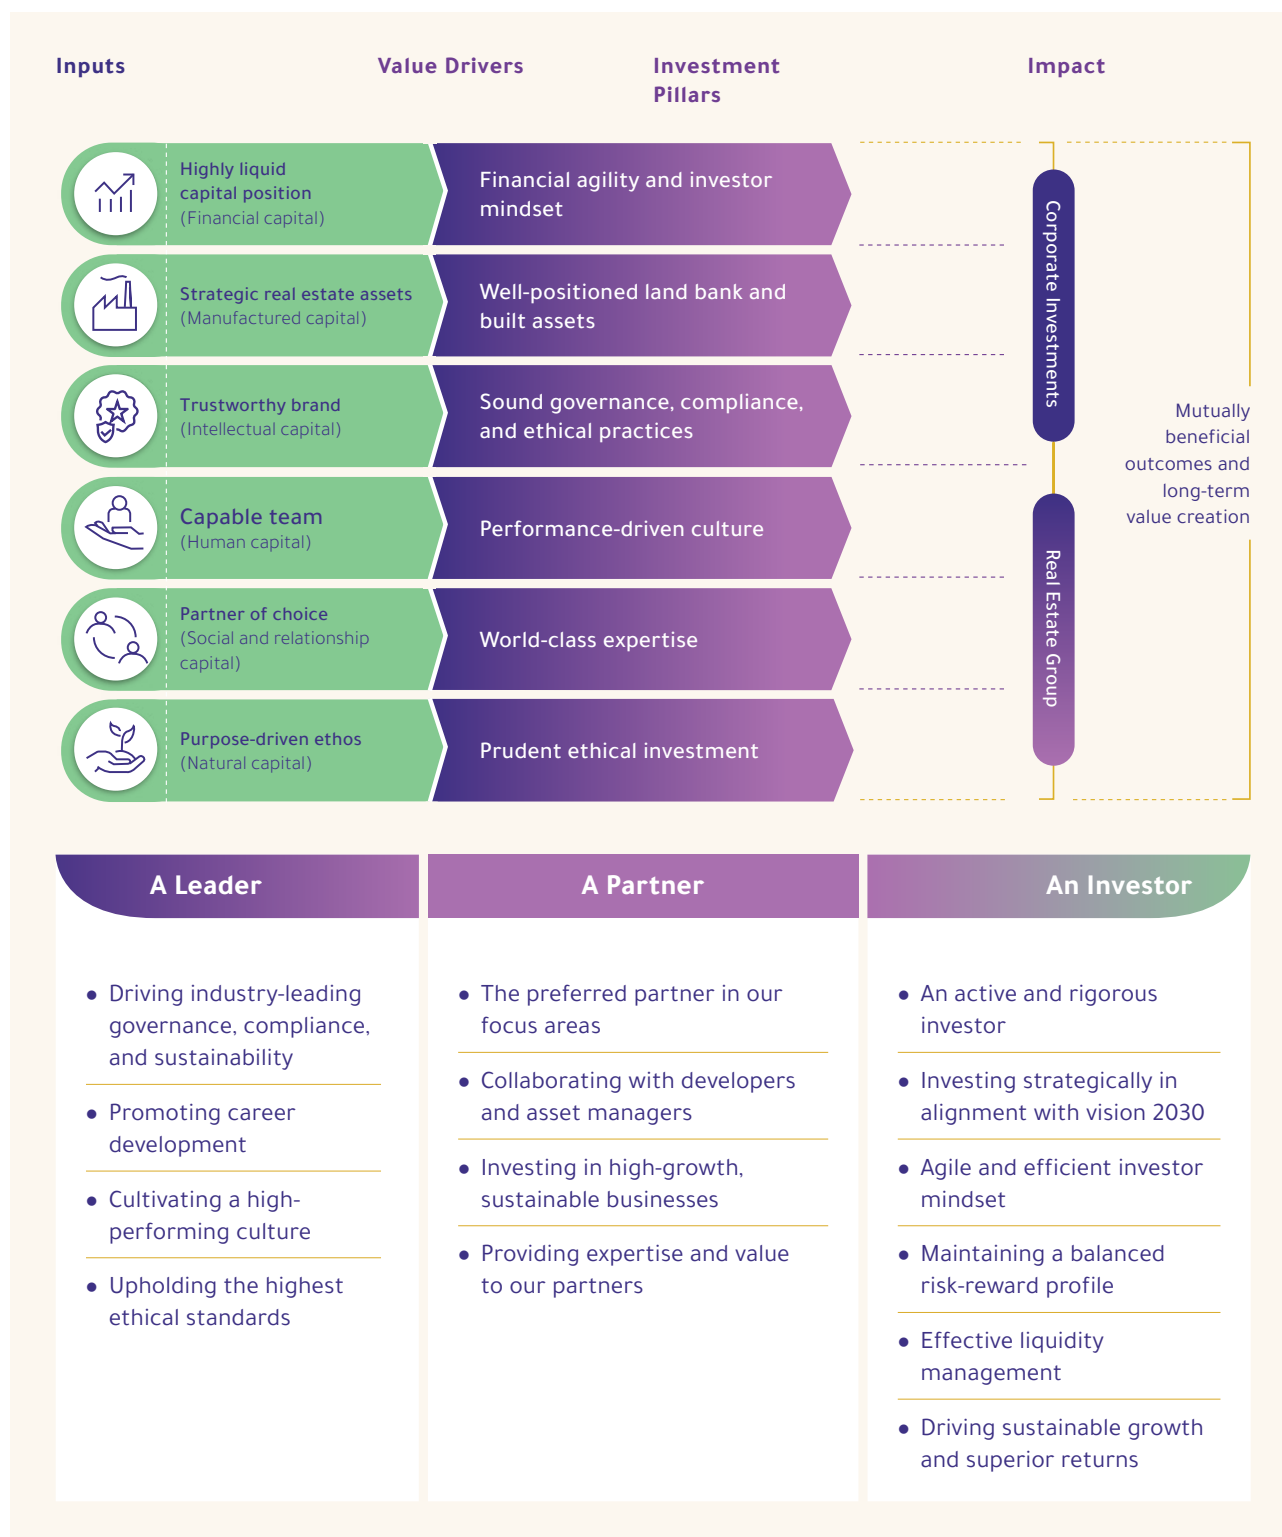 Inputs
Value Drivers
Investment
Pillars
Impact
Highly liquid
capital position
(Financial capital)
Financial agility and investor
mindset
Strategic real estate assets
(Manufactured capital)
Well-positioned land bank and
built assets
Trustworthy brand
(Intellectual capital)
Sound governance, compliance,
and ethical practices
Capable team
(Human capital)
Performance-driven culture
Partner of choice
(Social and relationship
capital)
World-class expertise
Purpose-driven ethos
(Natural capital)
Prudent ethical investment
Corporate Investments
Real Estate Group
Mutually
beneficial
outcomes and
long-term
value creation
A Leader
• Driving industry-leading
governance, compliance,
and sustainability
• Promoting career
development
• Cultivating a high-
performing culture
• Upholding the highest
ethical standards
A Partner
• The preferred partner in our
focus areas
• Collaborating with developers
and asset managers
• Investing in high-growth,
sustainable businesses
• Providing expertise and value
to our partners
An Investor
• An active and rigorous
investor
• Investing strategically in
alignment with vision 2030
• Agile and efficient investor
mindset
• Maintaining a balanced
risk-reward profile
• Effective liquidity
management
• Driving sustainable growth
and superior returns